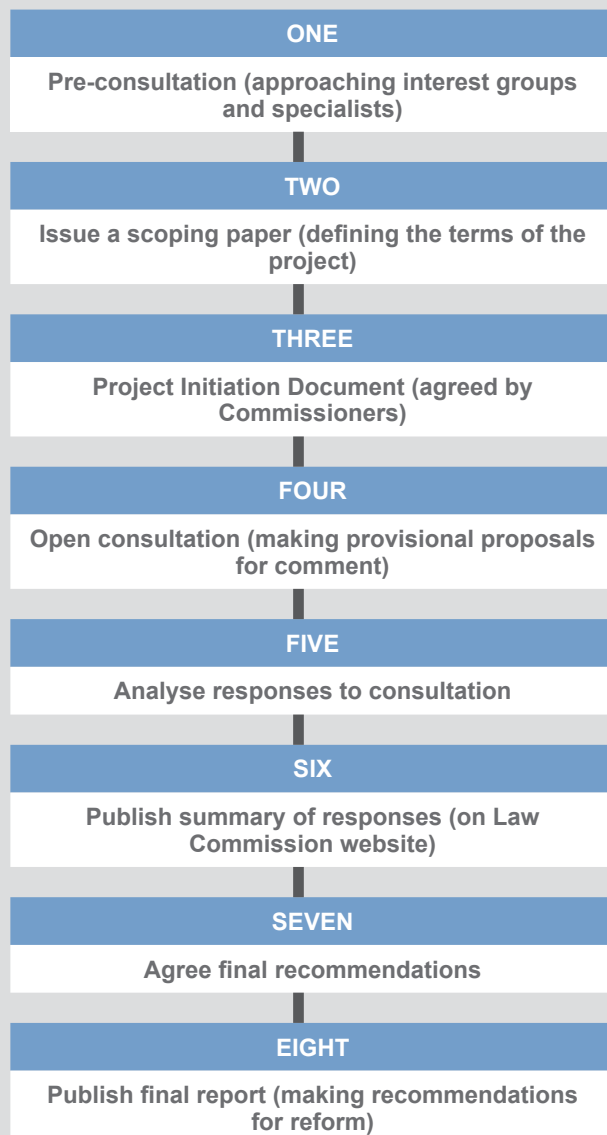 ONE
Pre-consultation (approaching interest groups
and specialists)
TWO
Issue a scoping paper (defining the terms of the
project)
THREE
Project Initiation Document (agreed by
Commissioners)
FOUR
Open consultation (making provisional proposals
for comment)
FIVE
Analyse responses to consultation
SIX
Publish summary of responses (on Law
Commission website)
SEVEN
Agree final recommendations
EIGHT
Publish final report (making recommendations
for reform)